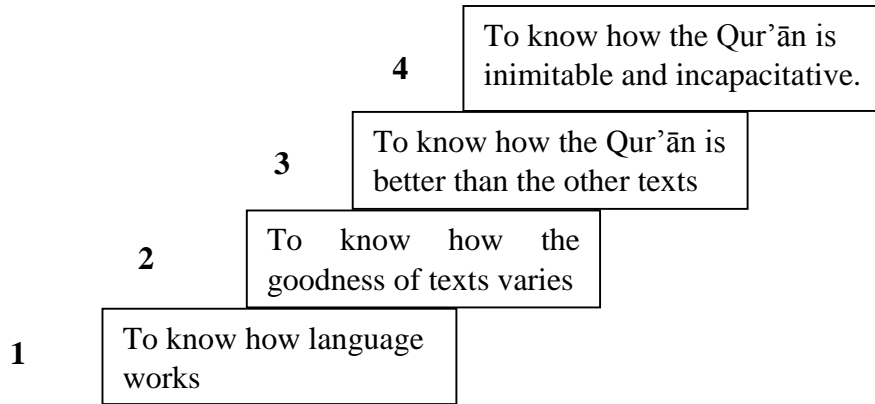 4
To know how the Qur’ān is
inimitable and incapacitative.
3
To know how the Qur’ān is
better than the other texts
2
To know how the
goodness of texts varies
1
To know how language
works